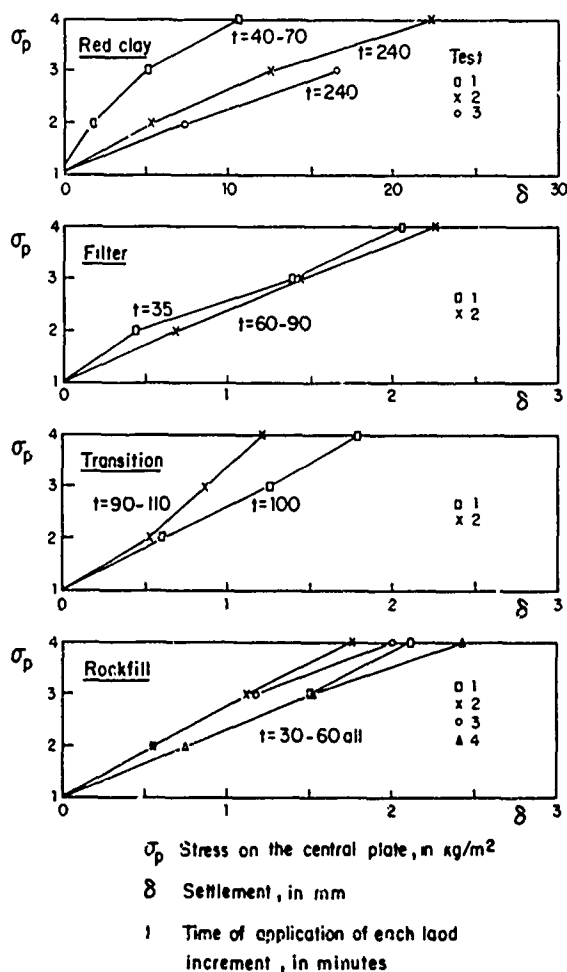 σp 4 Red clay t=40-70 t=240 Test
3 t=240 □ 1
x 2
2 o 3
1
0 10 20 δ 30
σp 4 Filter
3 t=35 □ 1
2 t=60-90 x 2
1
0 1 2 δ 3
σp 4 Transition
3 t=90-110 t=100 □ 1
2 x 2
1
0 1 2 δ 3
σp 4 Rockfill
3 □ 1
x 2
o 3
2 t=30-60 all ▲ 4
1
0 1 2 δ 3
σp Stress on the central plate, in kg/m2
δ Settlement, in mm
t Time of application of each laod
increment, in minutes